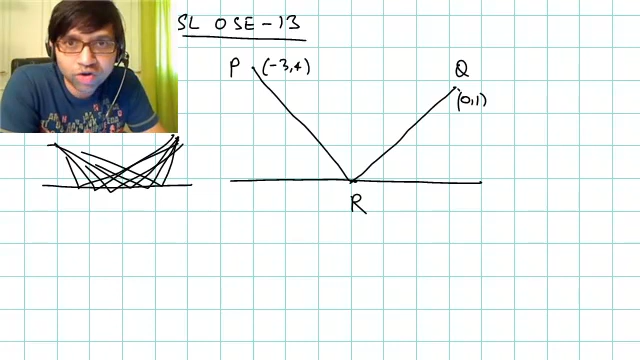 SL OSE-13
P (-3,4)
Q
(0,1)
R